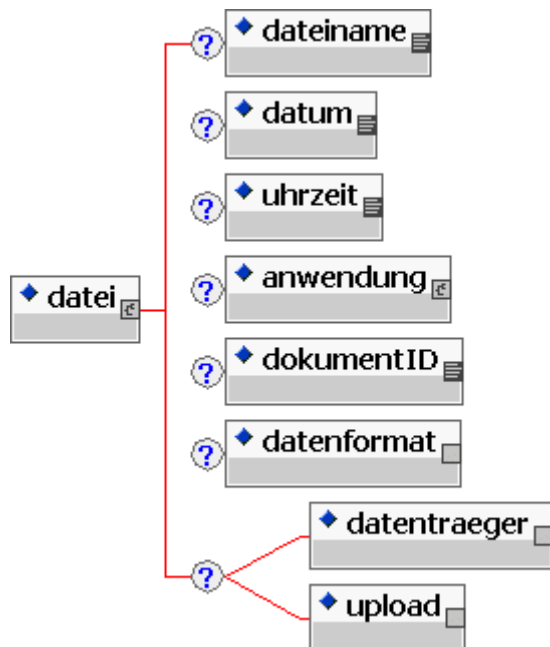 ? dateiname
? datum
? uhrzeit
? anwendung
datei
? dokumentID
? datenformat
datentraeger
?
upload